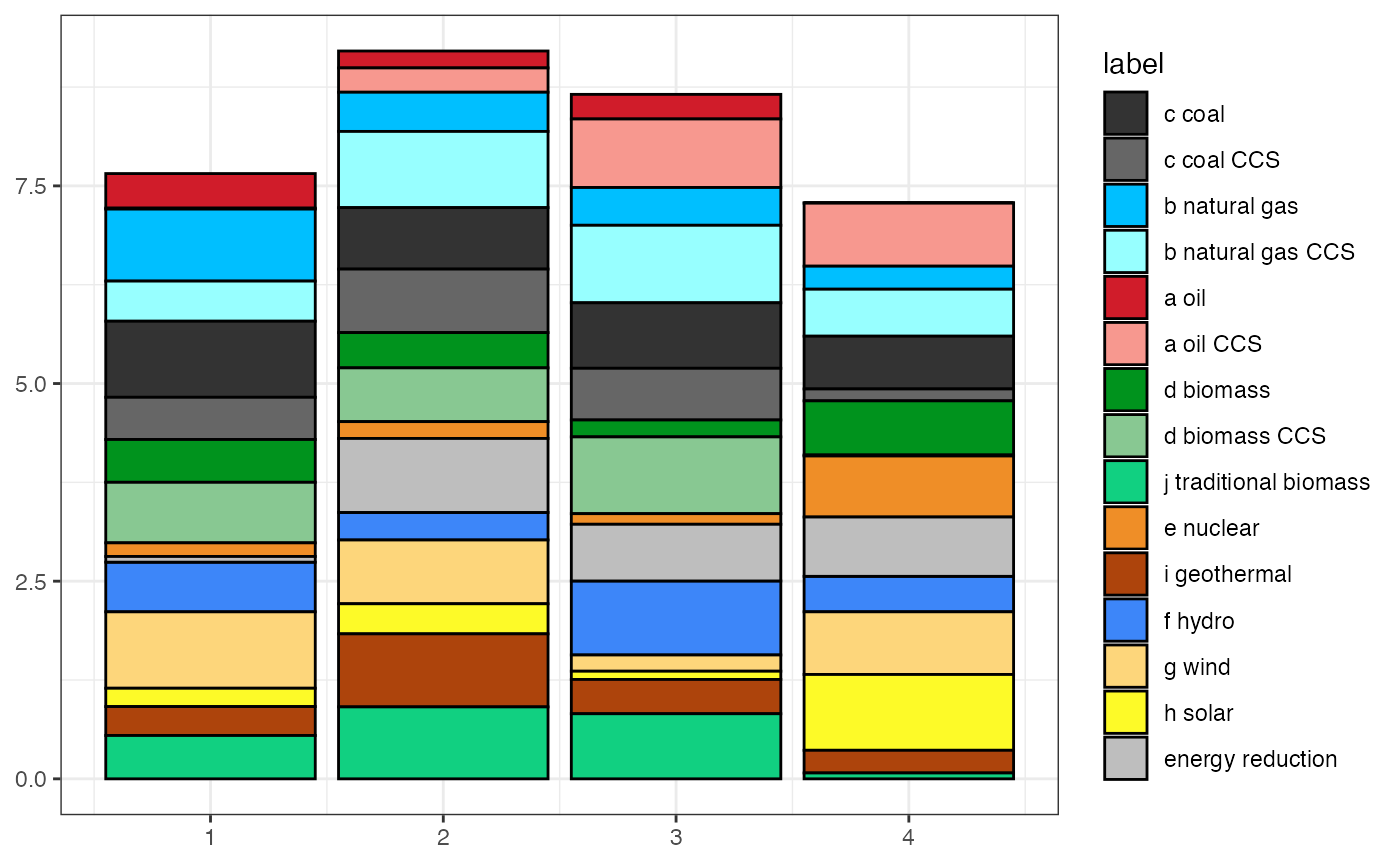 7.5
5.0
2.5
0.0
1
2
3
4
label
c coal
c coal CCS
b natural gas
b natural gas CCS
a oil
a oil CCS
d biomass
d biomass CCS
j traditional biomass
e nuclear
i geothermal
f hydro
g wind
h solar
energy reduction